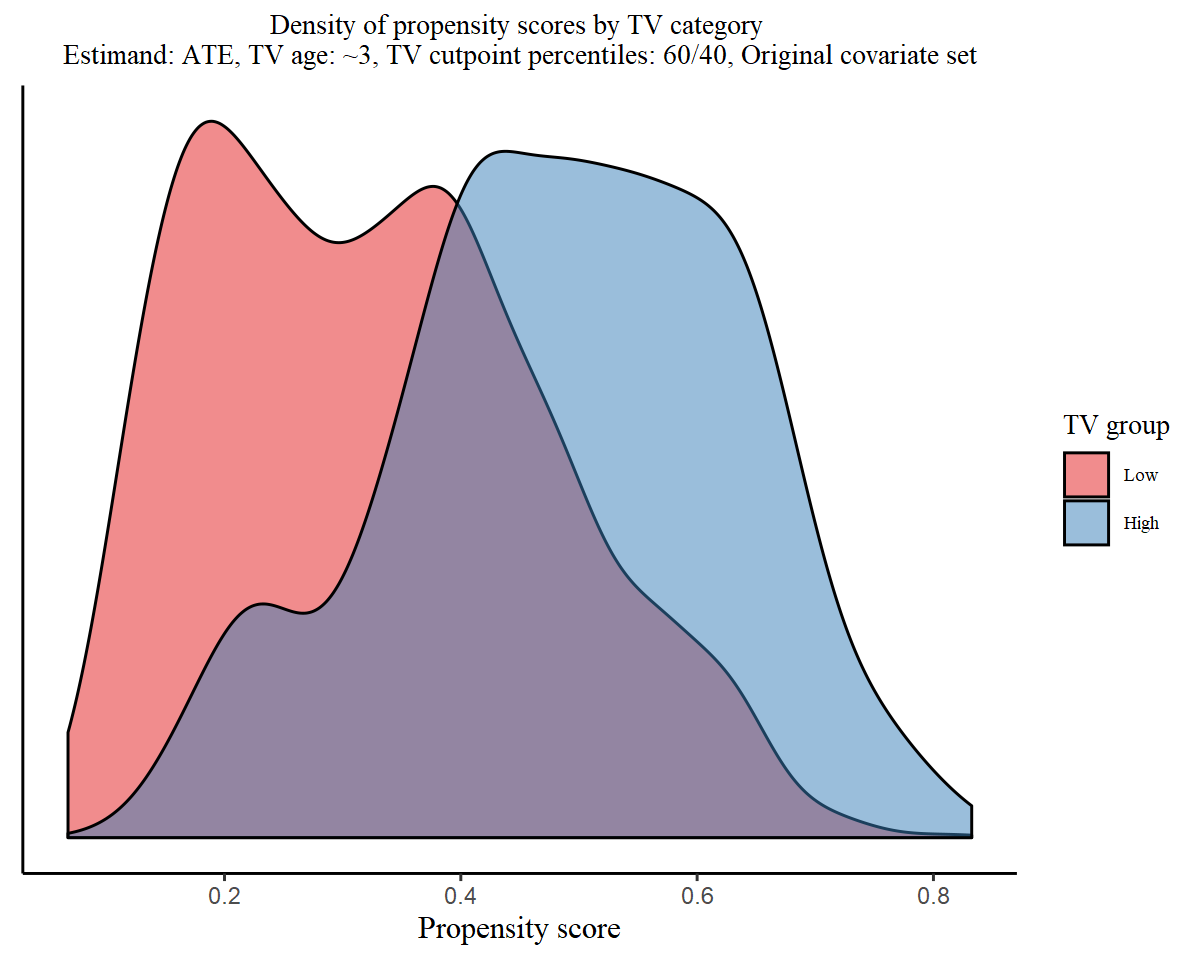 Density of propensity scores by TV category
Estimand: ATE, TV age: ~3, TV cutpoint percentiles: 60/40, Original covariate set
TV group
Low
High
0.2 0.4 0.6 0.8
Propensity score